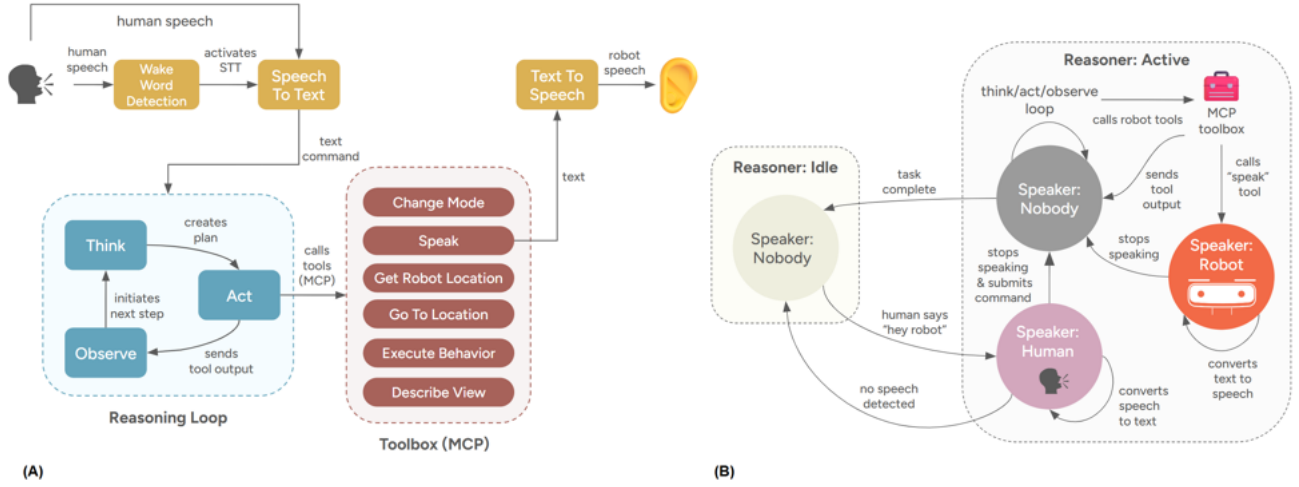 human speech
human
speech
activates
STT
Wake
Word
Detection
Speech
To Text
Text To
Speech
robot
speech
text
command
text
Think
creates
plan
Act
initiates
next step
Observe
sends
tool output
Reasoning Loop
calls
tools
(MCP)
Change Mode
Speak
Get Robot Location
Go To Location
Execute Behavior
Describe View
Toolbox (MCP)
(A)
Reasoner: Active
think/act/observe
loop
calls robot tools
MCP
toolbox
Reasoner: Idle
Speaker:
Nobody
task
complete
Speaker:
Nobody
sends
tool
output
calls
"speak"
tool
stops
speaking
Speaker:
Robot
stops
speaking
& submits
command
human says
"hey robot"
Speaker:
Human
converts
text to
speech
no speech
detected
converts
speech
to text
(B)